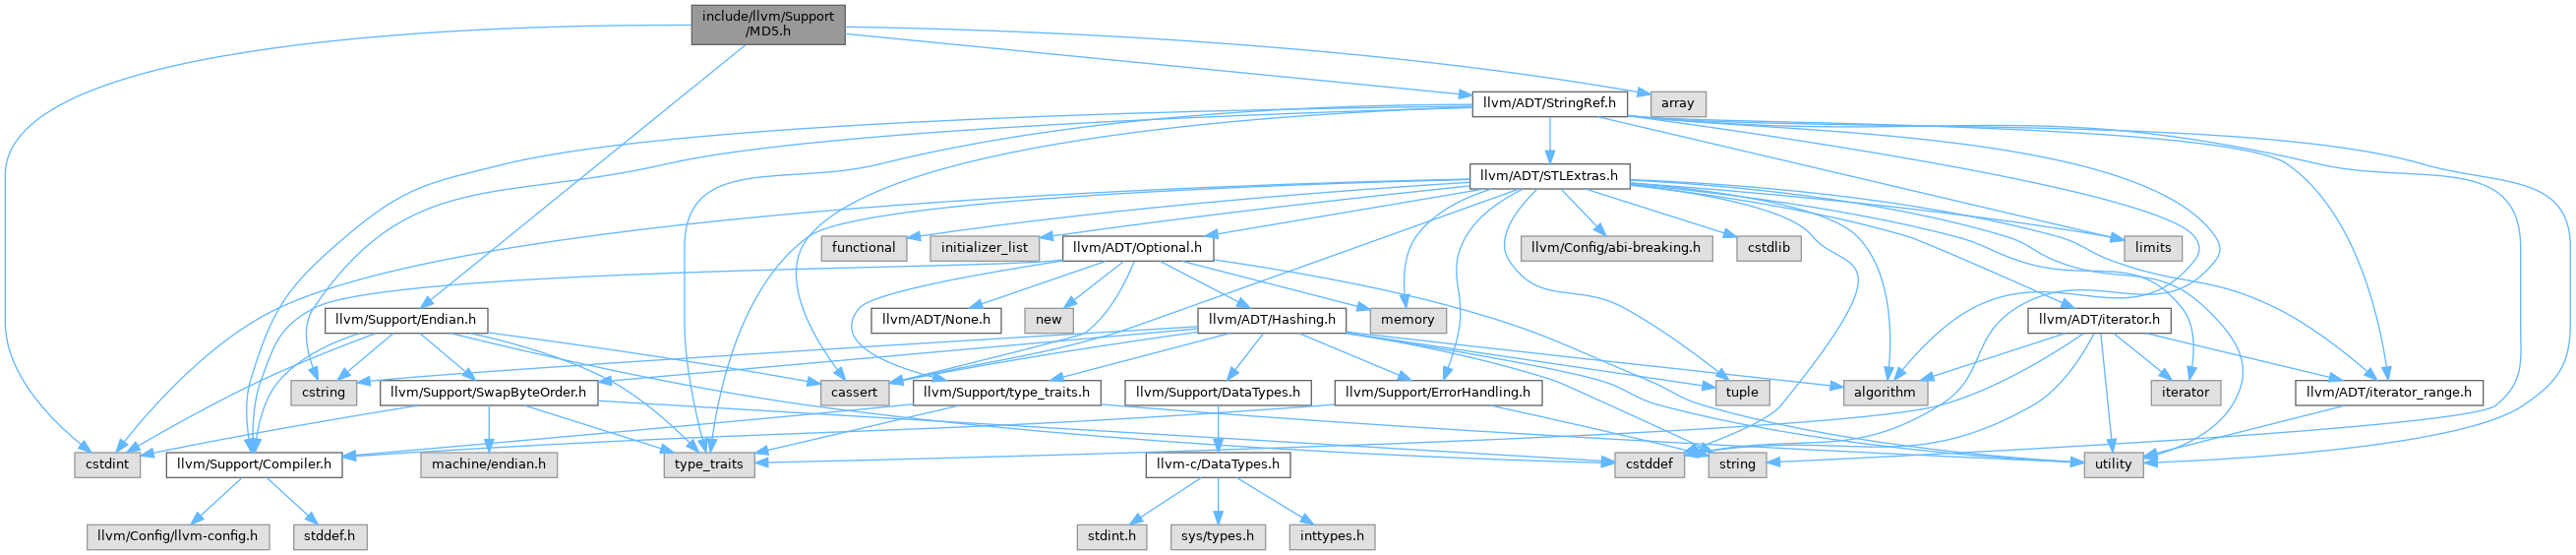 include/llvm/Support
/MD5.h
llvm/ADT/StringRef.h
array
llvm/ADT/STLExtras.h
functional
initializer_list
llvm/ADT/Optional.h
llvm/Config/abi-breaking.h
cstdlib
limits
llvm/Support/Endian.h
llvm/ADT/None.h
new
llvm/ADT/Hashing.h
memory
llvm/ADT/iterator.h
cstring
llvm/Support/SwapByteOrder.h
cassert
llvm/Support/type_traits.h
llvm/Support/DataTypes.h
llvm/Support/ErrorHandling.h
tuple
algorithm
iterator
llvm/ADT/iterator_range.h
cstdint
llvm/Support/Compiler.h
machine/endian.h
type_traits
llvm-c/DataTypes.h
cstddef
string
utility
llvm/Config/llvm-config.h
stddef.h
stdint.h
sys/types.h
inttypes.h